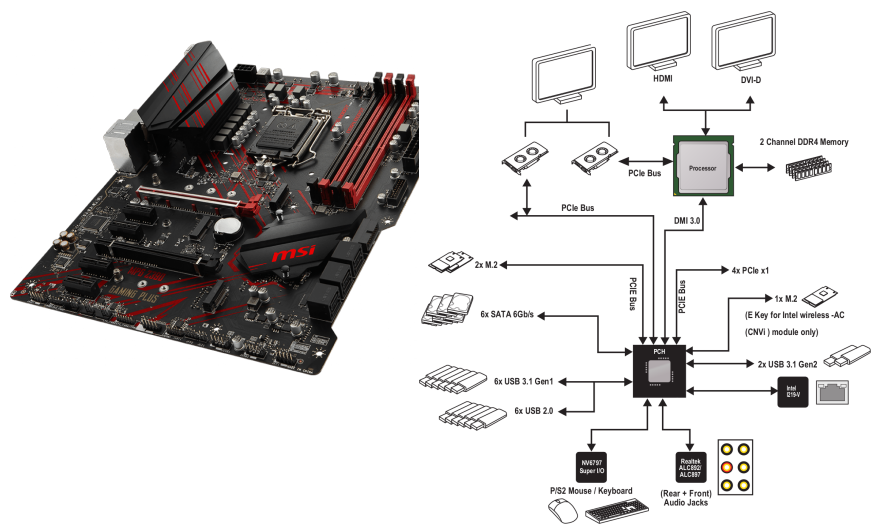 msi
MPG Z390
GAMING PLUS
HDMI
DVI-D
2 Channel DDR4 Memory
Processor
PCIe Bus
PCIe Bus
DMI 3.0
2x M.2
PCIE Bus
PCIE Bus
4x PCIe x1
1x M.2
(E Key for Intel wireless -AC
(CNVi ) module only)
6x SATA 6Gb/s
PCH
2x USB 3.1 Gen2
6x USB 3.1 Gen1
Intel
I219-V
6x USB 2.0
NV6797
Super I/O
Realtek
ALC892/
ALC897
P/S2 Mouse / Keyboard
(Rear + Front)
Audio Jacks